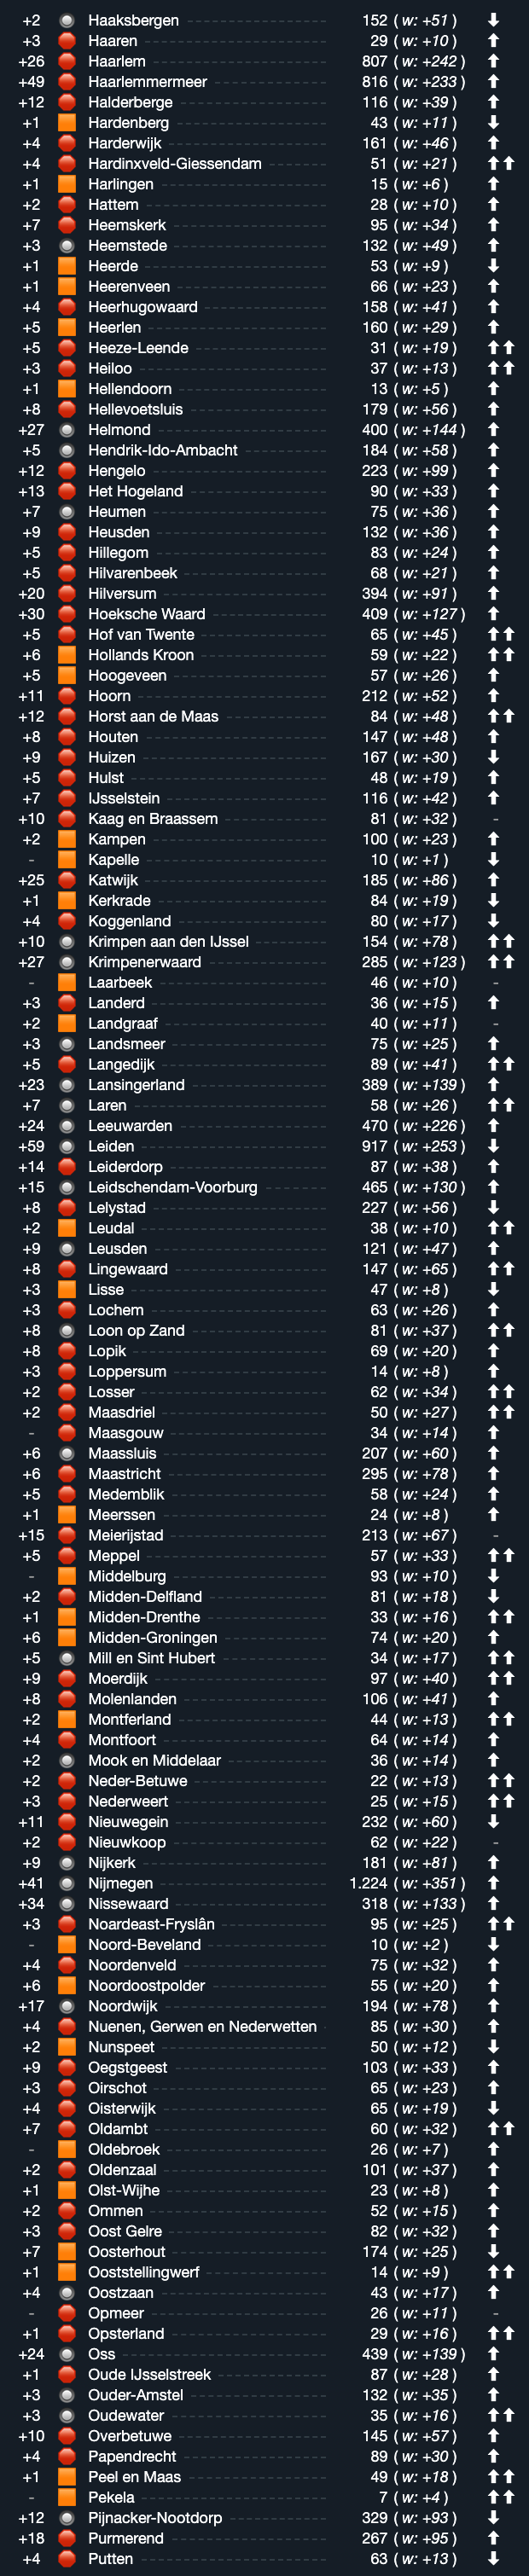 +2 Haaksbergen 152 ( w: +51 )
+3 Haaren 29 ( w: +10 )
+26 Haarlem 807 ( w: +242 )
+49 Haarlemmermeer 816 ( w: +233 )
+12 Halderberge 116 ( w: +39 )
+1 Hardenberg 43 ( w: +11 )
+4 Harderwijk 161 ( w: +46 )
+4 Hardinxveld-Giessendam 51 ( w: +21 )
+1 Harlingen 15 ( w: +6 )
+2 Hattem 28 ( w: +10 )
+7 Heemskerk 95 ( w: +34 )
+3 Heemstede 132 ( w: +49 )
+1 Heerde 53 ( w: +9 )
+1 Heerenveen 66 ( w: +23 )
+4 Heerhugowaard 158 ( w: +41 )
+5 Heerlen 160 ( w: +29 )
+5 Heeze-Leende 31 ( w: +19 )
+3 Heiloo 37 ( w: +13 )
+1 Hellendoorn 13 ( w: +5 )
+8 Hellevoetsluis 179 ( w: +56 )
+27 Helmond 400 ( w: +144 )
+5 Hendrik-Ido-Ambacht 184 ( w: +58 )
+12 Hengelo 223 ( w: +99 )
+13 Het Hogeland 90 ( w: +33 )
+7 Heumen 75 ( w: +36 )
+9 Heusden 132 ( w: +36 )
+5 Hillegom 83 ( w: +24 )
+5 Hilvarenbeek 68 ( w: +21 )
+20 Hilversum 394 ( w: +91 )
+30 Hoeksche Waard 409 ( w: +127 )
+5 Hof van Twente 65 ( w: +45 )
+6 Hollands Kroon 59 ( w: +22 )
+5 Hoogeveen 57 ( w: +26 )
+11 Hoorn 212 ( w: +52 )
+12 Horst aan de Maas 84 ( w: +48 )
+8 Houten 147 ( w: +48 )
+9 Huizen 167 ( w: +30 )
+5 Hulst 48 ( w: +19 )
+7 IJsselstein 116 ( w: +42 )
+10 Kaag en Braassem 81 ( w: +32 ) -
+2 Kampen 100 ( w: +23 )
- Kapelle 10 ( w: +1 )
+25 Katwijk 185 ( w: +86 )
+1 Kerkrade 84 ( w: +19 )
+4 Koggenland 80 ( w: +17 )
+10 Krimpen aan den IJssel 154 ( w: +78 )
+27 Krimpenerwaard 285 ( w: +123 )
- Laarbeek 46 ( w: +10 ) -
+3 Landerd 36 ( w: +15 )
+2 Landgraaf 40 ( w: +11 ) -
+3 Landsmeer 75 ( w: +25 )
+5 Langedijk 89 ( w: +41 )
+23 Lansingerland 389 ( w: +139 )
+7 Laren 58 ( w: +26 )
+24 Leeuwarden 470 ( w: +226 )
+59 Leiden 917 ( w: +253 )
+14 Leiderdorp 87 ( w: +38 )
+15 Leidschendam-Voorburg 465 ( w: +130 )
+8 Lelystad 227 ( w: +56 )
+2 Leudal 38 ( w: +10 )
+9 Leusden 121 ( w: +47 )
+8 Lingewaard 147 ( w: +65 )
+3 Lisse 47 ( w: +8 )
+3 Lochem 63 ( w: +26 )
+8 Loon op Zand 81 ( w: +37 )
+8 Lopik 69 ( w: +20 )
+3 Loppersum 14 ( w: +8 )
+2 Losser 62 ( w: +34 )
+2 Maasdriel 50 ( w: +27 )
- Maasgouw 34 ( w: +14 )
+6 Maassluis 207 ( w: +60 )
+6 Maastricht 295 ( w: +78 )
+5 Medemblik 58 ( w: +24 )
+1 Meerssen 24 ( w: +8 )
+15 Meierijstad 213 ( w: +67 ) -
+5 Meppel 57 ( w: +33 )
- Middelburg 93 ( w: +10 )
+2 Midden-Delfland 81 ( w: +18 )
+1 Midden-Drenthe 33 ( w: +16 )
+6 Midden-Groningen 74 ( w: +20 )
+5 Mill en Sint Hubert 34 ( w: +17 )
+9 Moerdijk 97 ( w: +40 )
+8 Molenlanden 106 ( w: +41 )
+2 Montferland 44 ( w: +13 )
+4 Montfoort 64 ( w: +14 )
+2 Mook en Middelaar 36 ( w: +14 )
+2 Neder-Betuwe 22 ( w: +13 )
+3 Nederweert 25 ( w: +15 )
+11 Nieuwegein 232 ( w: +60 )
+2 Nieuwkoop 62 ( w: +22 ) -
+9 Nijkerk 181 ( w: +81 )
+41 Nijmegen 1.224 ( w: +351 )
+34 Nissewaard 318 ( w: +133 )
+3 Noardeast-Fryslân 95 ( w: +25 )
- Noord-Beveland 10 ( w: +2 )
+4 Noordenveld 75 ( w: +32 )
+6 Noordoostpolder 55 ( w: +20 )
+17 Noordwijk 194 ( w: +78 )
+4 Nuenen, Gerwen en Nederwetten 85 ( w: +30 )
+2 Nunspeet 50 ( w: +12 )
+9 Oegstgeest 103 ( w: +33 )
+3 Oirschot 65 ( w: +23 )
+4 Oisterwijk 65 ( w: +19 )
+7 Oldambt 60 ( w: +32 )
- Oldebroek 26 ( w: +7 )
+2 Oldenzaal 101 ( w: +37 )
+1 Olst-Wijhe 23 ( w: +8 )
+2 Ommen 52 ( w: +15 )
+3 Oost Gelre 82 ( w: +32 )
+7 Oosterhout 174 ( w: +25 )
+1 Ooststellingwerf 14 ( w: +9 )
+4 Oostzaan 43 ( w: +17 )
- Opmeer 26 ( w: +11 ) -
+1 Opsterland 29 ( w: +16 )
+24 Oss 439 ( w: +139 )
+1 Oude IJsselstreek 87 ( w: +28 )
+3 Ouder-Amstel 132 ( w: +35 )
+3 Oudewater 35 ( w: +16 )
+10 Overbetuwe 145 ( w: +57 )
+4 Papendrecht 89 ( w: +30 )
+1 Peel en Maas 49 ( w: +18 )
- Pekela 7 ( w: +4 )
+12 Pijnacker-Nootdorp 329 ( w: +93 )
+18 Purmerend 267 ( w: +95 )
+4 Putten 63 ( w: +13 )